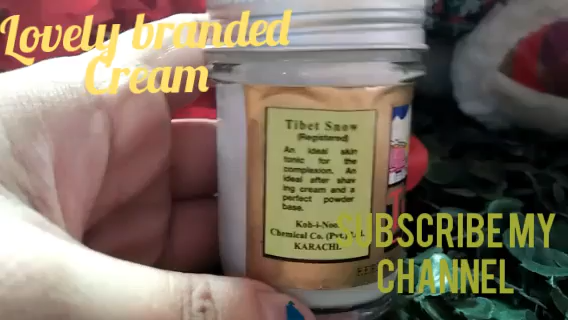 Lovely branded
Cream
Tibet Snow
(Registered)
An ideal skin
tonic for the
complexion. An
ideal after shav
ing cream and a
perfect powder
base.
Koh-i-Noor
Chemical Co. (Pvt.) Ltd.
KARACHI.
SUBSCRIBE MY
CHANNEL